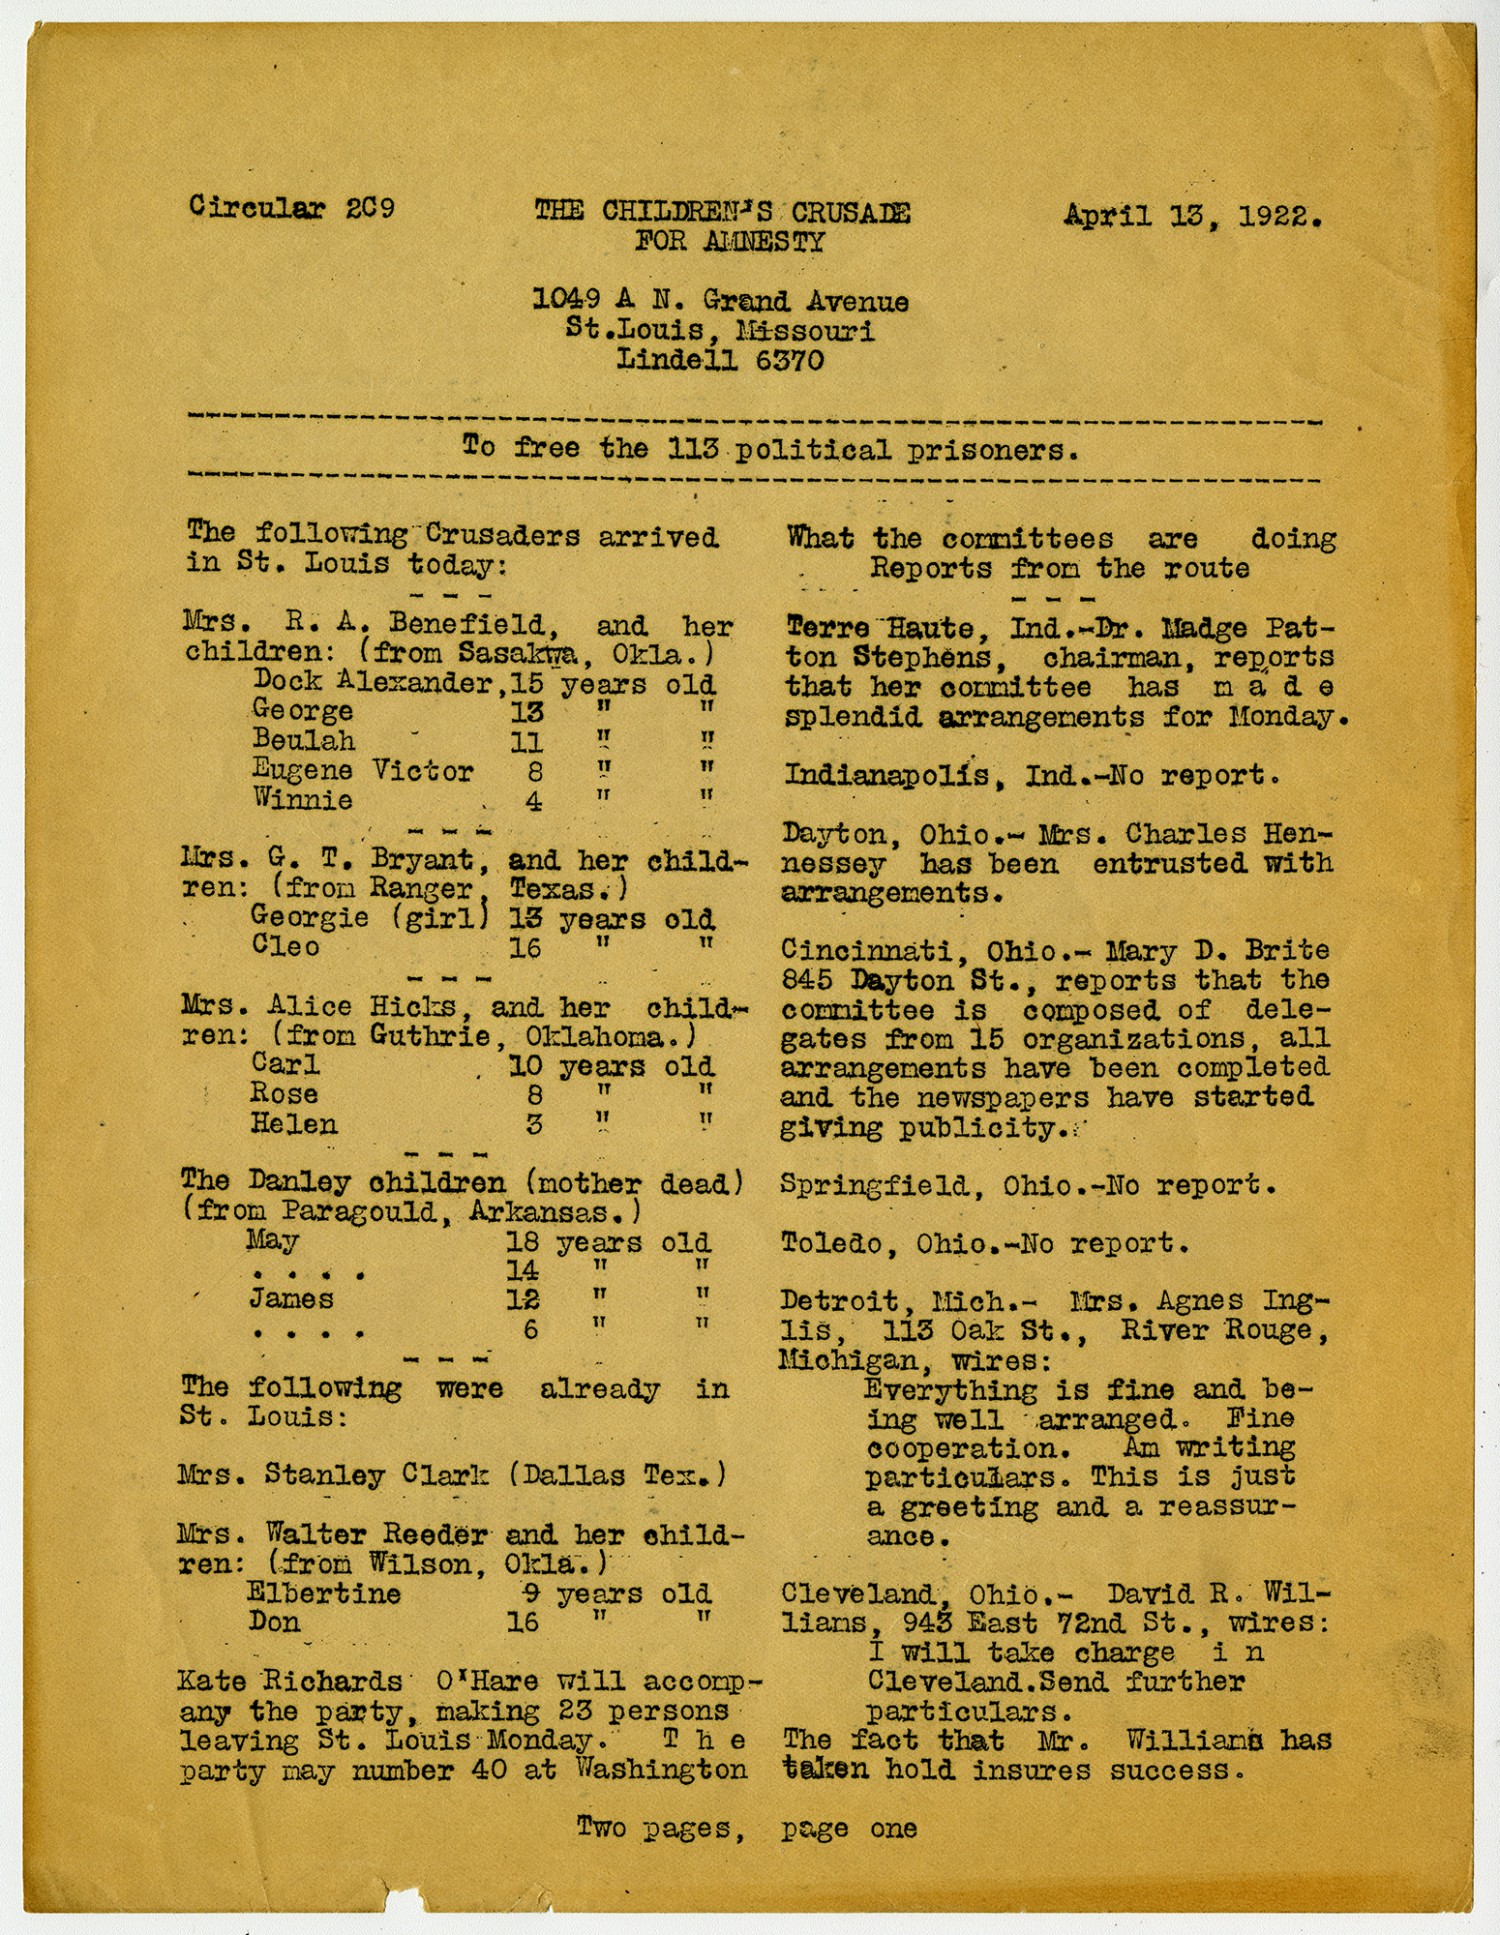 Circular 209
THE CHILDREN'S CRUSADE
April 13, 1922.
FOR AMNESTY
1049 A N. Grand Avenue
St.Louis, Missouri
Lindell 6370
To free the 113 political prisoners.
The following Crusaders arrived
in St. Louis today:
- - -
Mrs. R. A. Benefield, and her
children: (from Sasakwa, Okla.)
Dock Alexander,15 years old
George 13 " "
Beulah 11 " "
Eugene Victor 8 " "
Winnie 4 " "
- - -
Mrs. G. T. Bryant, and her child-
ren: (from Ranger, Texas.)
Georgie (girl) 13 years old
Cleo 16 " "
- - -
Mrs. Alice Hicks, and her child-
ren: (from Guthrie, Oklahoma.)
Carl 10 years old
Rose 8 " "
Helen 3 " "
- - -
The Danley children (mother dead)
(from Paragould, Arkansas.)
May 18 years old
. . . . 14 " "
James 12 " "
. . . . 6 " "
- - -
The following were already in
St. Louis:
Mrs. Stanley Clark (Dallas Tex.)
Mrs. Walter Reeder and her child-
ren: (from Wilson, Okla.)
Elbertine 9 years old
Don 16 " "
Kate Richards O'Hare will accomp-
any the party, making 23 persons
leaving St. Louis Monday. T h e
party may number 40 at Washington
What the committees are doing
Reports from the route
- - -
Terre Haute, Ind.-Dr. Madge Pat-
ton Stephens, chairman, reports
that her committee has m a d e
splendid arrangements for Monday.
Indianapolis, Ind.-No report.
Dayton, Ohio.- Mrs. Charles Hen-
nessey has been entrusted with
arrangements.
Cincinnati, Ohio.- Mary D. Brite
845 Dayton St., reports that the
committee is composed of dele-
gates from 15 organizations, all
arrangements have been completed
and the newspapers have started
giving publicity.
Springfield, Ohio.-No report.
Toledo, Ohio.-No report.
Detroit, Mich.- Mrs. Agnes Ing-
lis, 113 Oak St., River Rouge,
Michigan, wires:
Everything is fine and be-
ing well arranged. Fine
cooperation. Am writing
particulars. This is just
a greeting and a reassur-
ance.
Cleveland, Ohio.- David R. Wil-
liams, 943 East 72nd St., wires:
I will take charge i n
Cleveland.Send further
particulars.
The fact that Mr. Williams has
taken hold insures success.
Two pages, page one